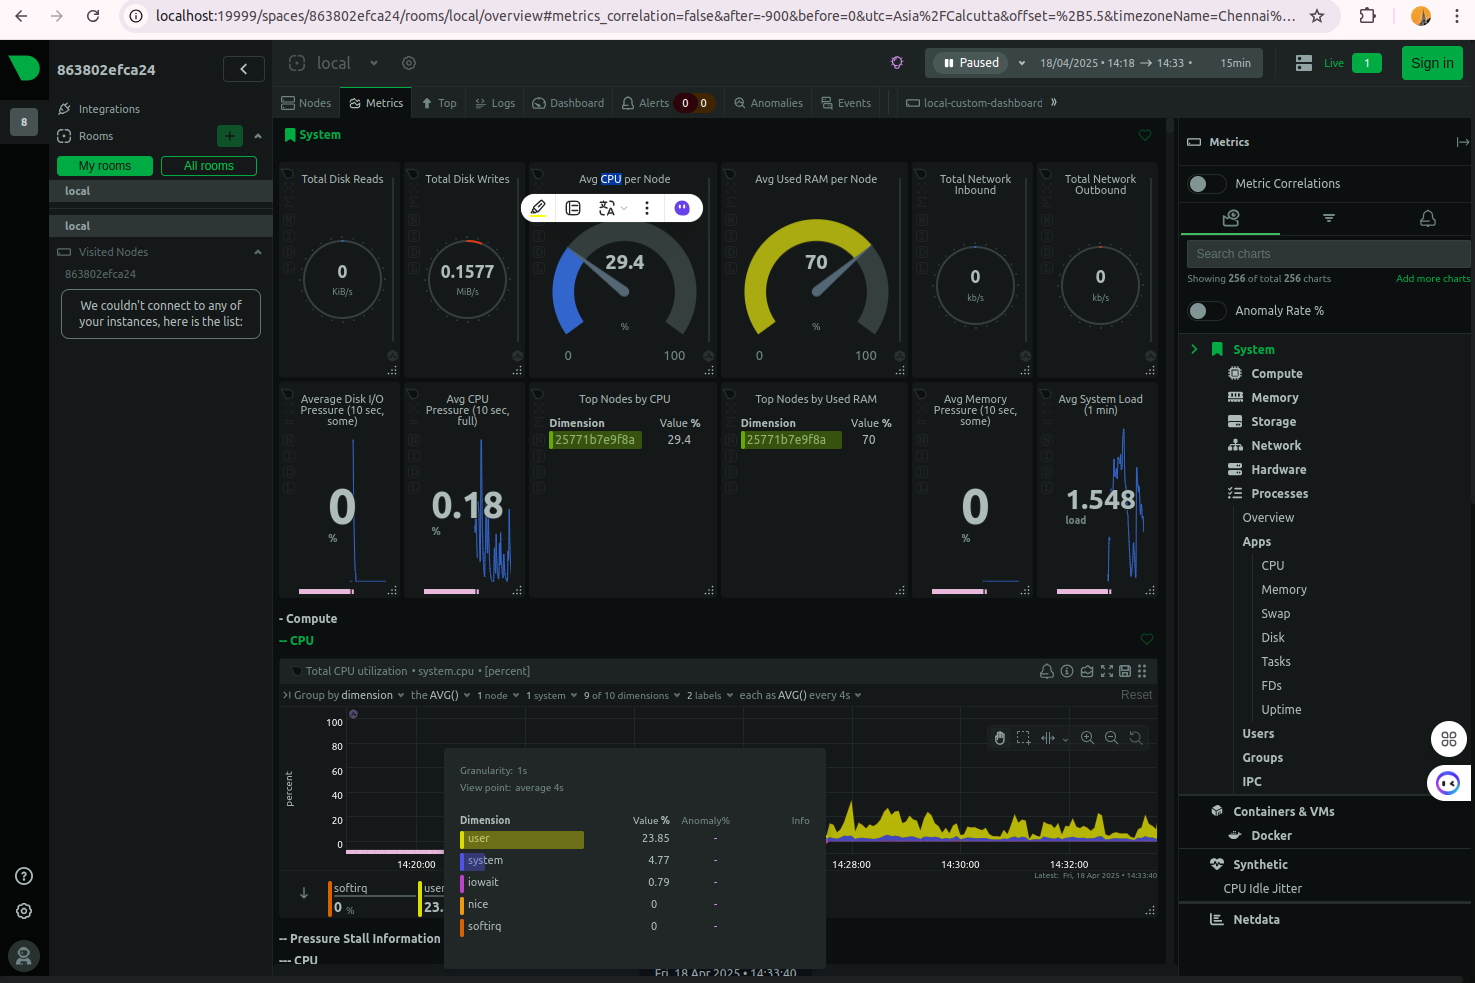 localhost:19999/spaces/863802efca24/rooms/local/overview#metrics_correlation=false&after=-900&before=0&utc=Asia%2FCalcutta&offset=%2B5.5&timezoneName=Chennai%...
863802efca24
8
Integrations
Rooms
+
My rooms
All rooms
local
local
Visited Nodes
863802efca24
We couldn't connect to any of
your instances, here is the list:
local
Paused
18/04/2025 • 14:18 → 14:33 •
15min
Live
1
Sign in
Nodes
Metrics
Top
Logs
Dashboard
Alerts
0
0
Anomalies
Events
local-custom-dashboard
System
Total Disk Reads
0
KiB/s
Total Disk Writes
0.1577
MiB/s
Avg CPU per Node
29.4
%
0
100
Avg Used RAM per Node
70
%
0
100
Total Network
Inbound
0
kb/s
Total Network
Outbound
0
kb/s
Average Disk I/O
Pressure (10 sec,
some)
0
%
Avg CPU
Pressure (10 sec,
full)
0.18
%
Top Nodes by CPU
Dimension Value %
25771b7e9f8a 29.4
Top Nodes by Used RAM
Dimension Value %
25771b7e9f8a 70
Avg Memory
Pressure (10 sec,
some)
0
%
Avg System Load
(1 min)
1.548
load
- Compute
-- CPU
Total CPU utilization • system.cpu • [percent]
Group by dimension the AVG() 1 node 1 system 9 of 10 dimensions 2 labels each as AVG() every 4s
Reset
percent
100
80
60
40
20
0
14:20:00
14:28:00
14:30:00
14:32:00
Latest: Fri, 18 Apr 2025 • 14:33:40
softirq
0 %
user
23.
Granularity: 1s
View point: average 4s
Dimension Value % Anomaly% Info
user 23.85 -
system 4.77 -
iowait 0.79 -
nice 0 -
softirq 0 -
Fri, 18 Apr 2025 • 14:33:40
-- Pressure Stall Information
--- CPU
Metrics
Metric Correlations
Search charts
Showing 256 of total 256 charts
Add more charts
Anomaly Rate %
System
Compute
Memory
Storage
Network
Hardware
Processes
Overview
Apps
CPU
Memory
Swap
Disk
Tasks
FDs
Uptime
Users
Groups
IPC
Containers & VMs
Docker
Synthetic
CPU Idle Jitter
Netdata